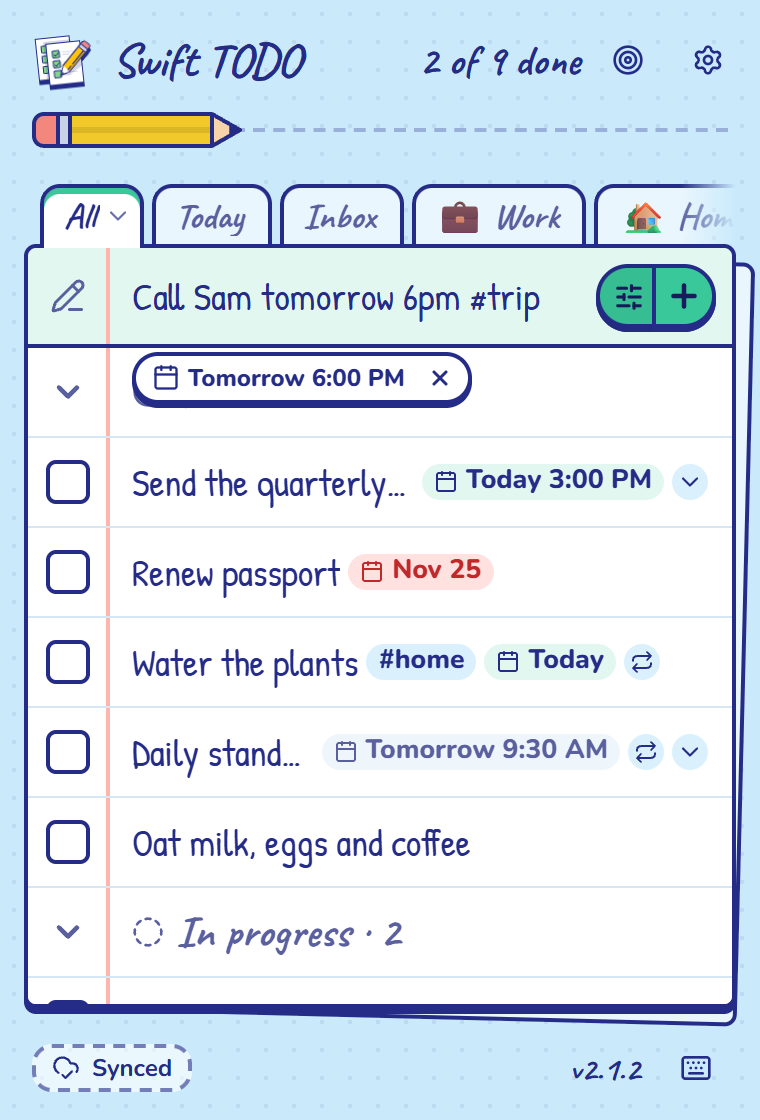 Swift TODO
2 of 9 done
All
Today
Inbox
Work
Hom
Call Sam tomorrow 6pm #trip
Tomorrow 6:00 PM
Send the quarterly... Today 3:00 PM
Renew passport Nov 25
Water the plants #home Today
Daily stand... Tomorrow 9:30 AM
Oat milk, eggs and coffee
In progress · 2
Synced
v2.1.2